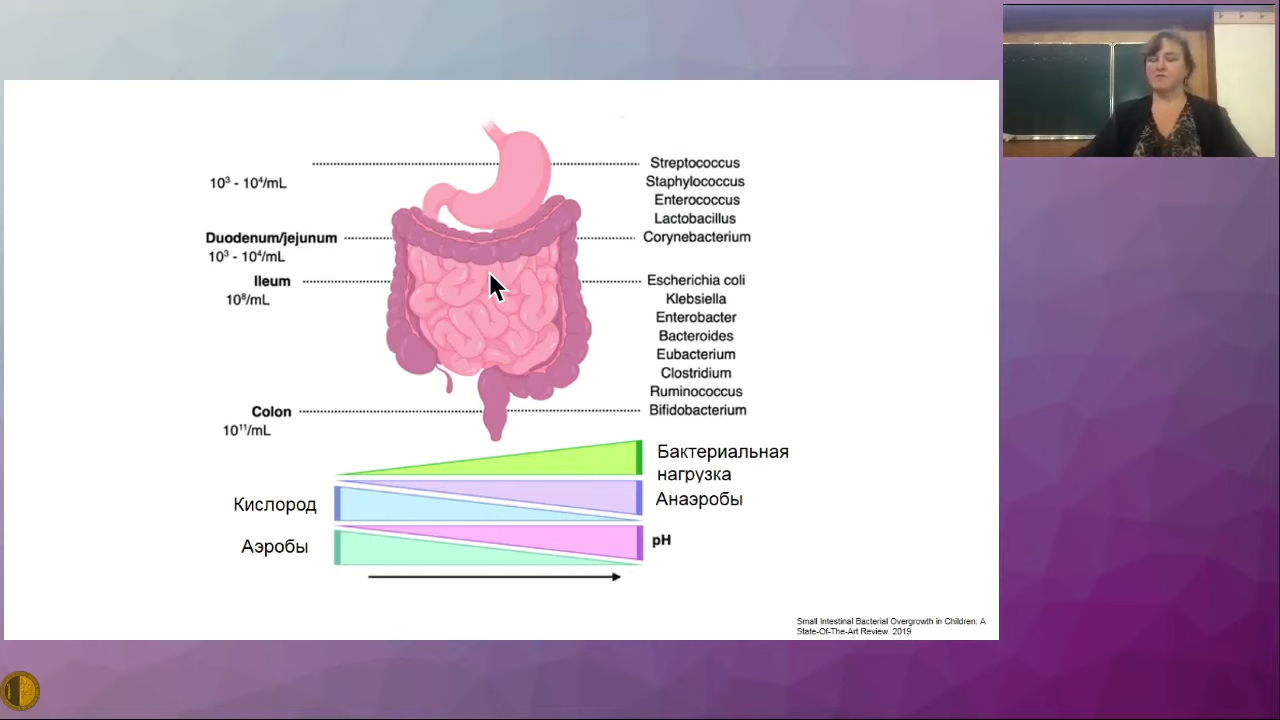 Streptococcus
10³ - 10⁴/mL
Staphylococcus
Enterococcus
Lactobacillus
Duodenum/jejunum
Corynebacterium
10³ - 10⁴/mL
Ileum
Escherichia coli
10⁸/mL
Klebsiella
Enterobacter
Bacteroides
Eubacterium
Clostridium
Ruminococcus
Colon
Bifidobacterium
10¹¹/mL
Бактериальная
нагрузка
Кислород
Анаэробы
Аэробы
pH
Small Intestinal Bacterial Overgrowth in Children: A
State-Of-The-Art Review. 2019